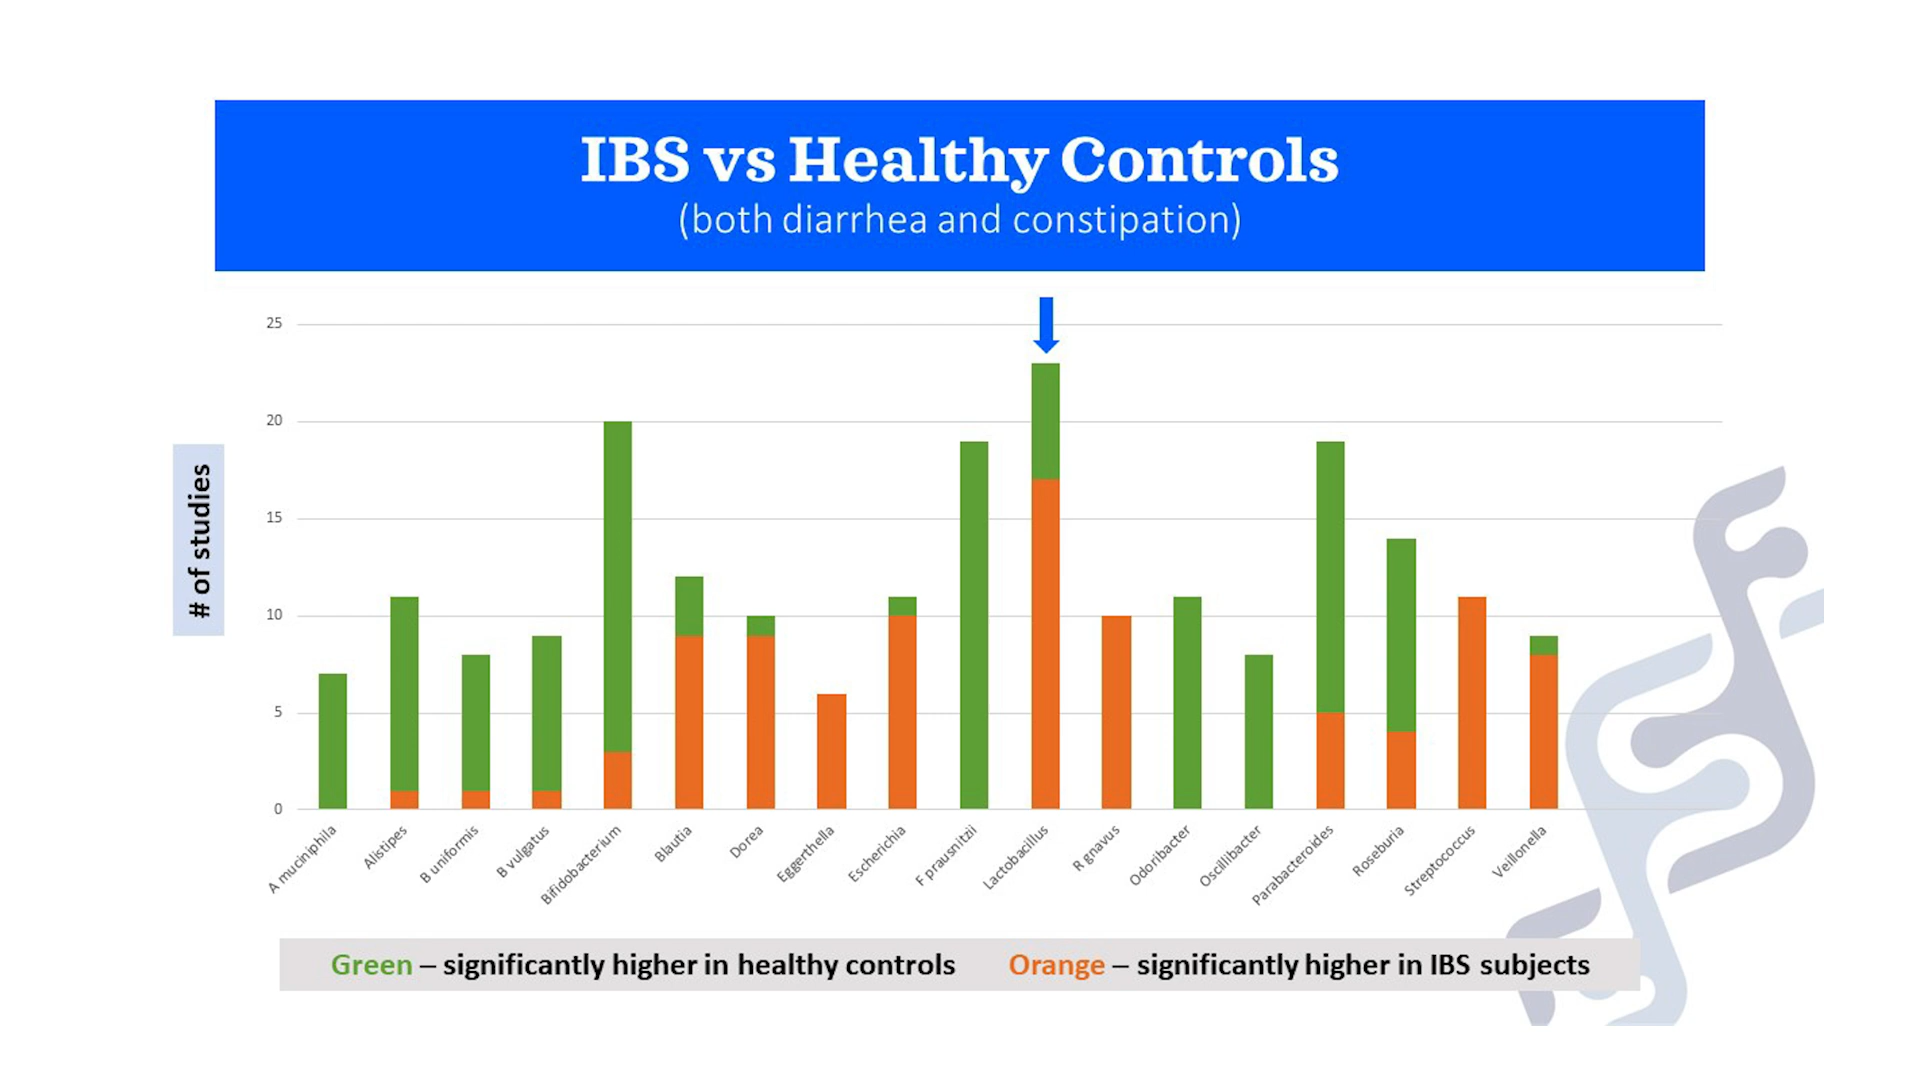 IBS vs Healthy Controls
(both diarrhea and constipation)
# of studies
25
20
15
10
5
0
A muciniphila
Alistipes
B uniformis
B vulgatus
Bifidobacterium
Blautia
Dorea
Eggerthella
Escherichia
F prausnitzii
Lactobacillus
R gnavus
Odoribacter
Oscillibacter
Parabacteroides
Roseburia
Streptococcus
Veillonella
Green – significantly higher in healthy controls Orange – significantly higher in IBS subjects